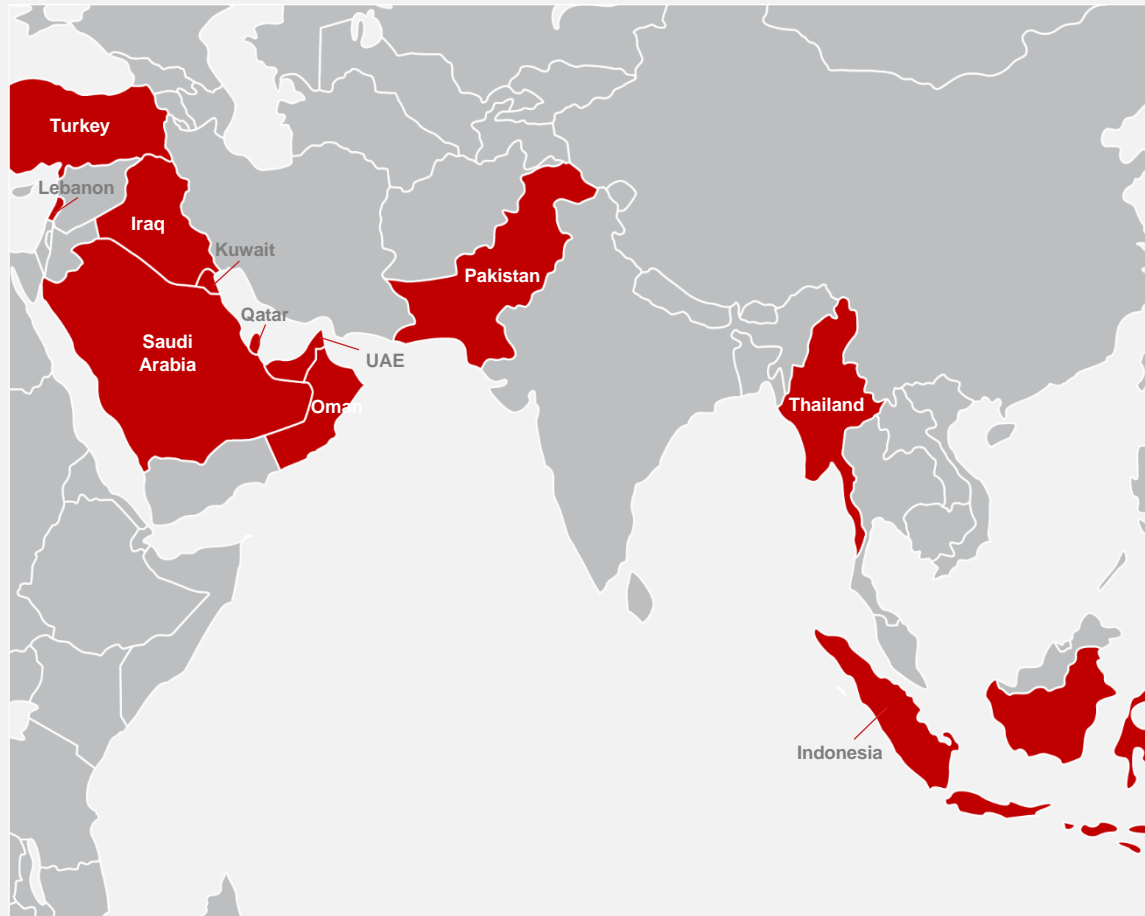 Turkey
Lebanon
Iraq
Kuwait
Pakistan
Qatar
Saudi
Arabia
UAE
Oman
Thailand
Indonesia